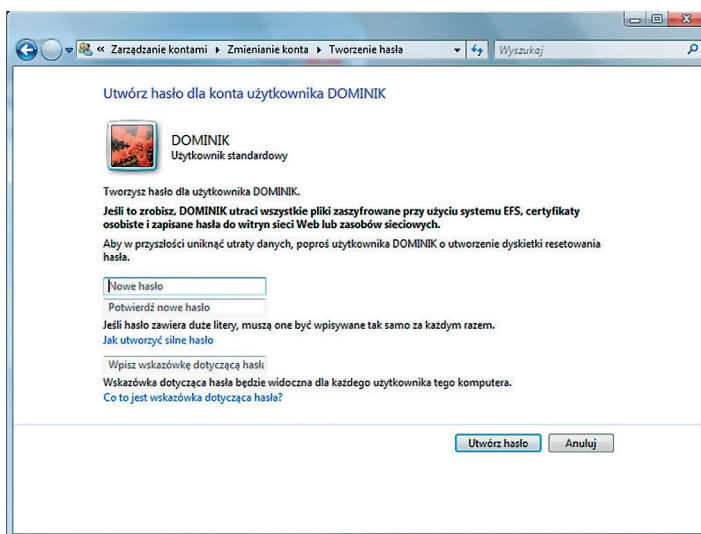 « Zarządzanie kontami ▸ Zmienianie konta ▸ Tworzenie hasła
Wyszukaj
Utwórz hasło dla konta użytkownika DOMINIK
DOMINIK
Użytkownik standardowy
Tworzysz hasło dla użytkownika DOMINIK.
Jeśli to zrobisz, DOMINIK utraci wszystkie pliki zaszyfrowane przy użyciu systemu EFS, certyfikaty
osobiste i zapisane hasła do witryn sieci Web lub zasobów sieciowych.
Aby w przyszłości uniknąć utraty danych, poproś użytkownika DOMINIK o utworzenie dyskietki resetowania
hasła.
Nowe hasło
Potwierdź nowe hasło
Jeśli hasło zawiera duże litery, muszą one być wpisywane tak samo za każdym razem.
Jak utworzyć silne hasło
Wpisz wskazówkę dotyczącą hasła
Wskazówka dotycząca hasła będzie widoczna dla każdego użytkownika tego komputera.
Co to jest wskazówka dotycząca hasła?
Utwórz hasło
Anuluj